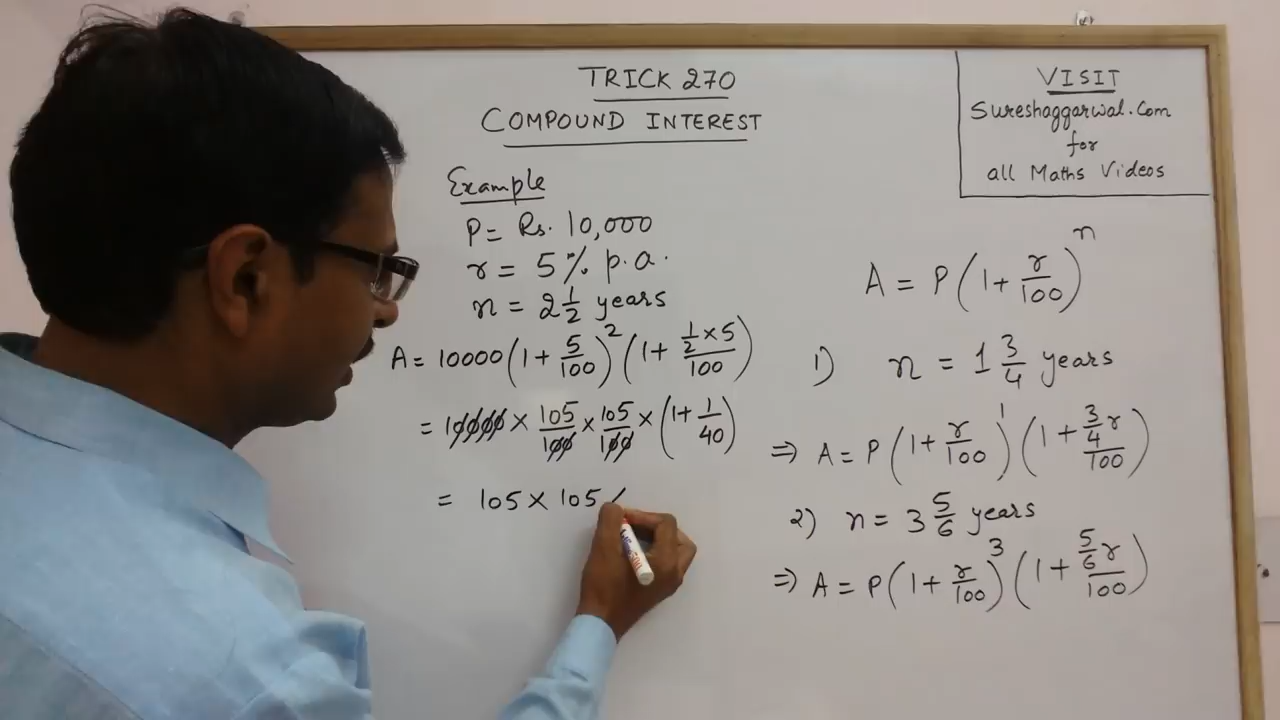 TRICK 270
COMPOUND INTEREST
VISIT
Sureshaggarwal.Com
for
all Maths Videos
Example
P = Rs. 10,000
r = 5 % p.a.
n = 2 1/2 years
A = 10000 (1 + 5/100)^2 (1 + (1/2 × 5)/100)
= 10000 × 105/100 × 105/100 × (1 + 1/40)
= 105 × 105
A = P (1 + r/100)^n
1) n = 1 3/4 years
⇒ A = P (1 + r/100)^1 (1 + (3/4 r)/100)
2) n = 3 5/6 years
⇒ A = P (1 + r/100)^3 (1 + (5/6 r)/100)